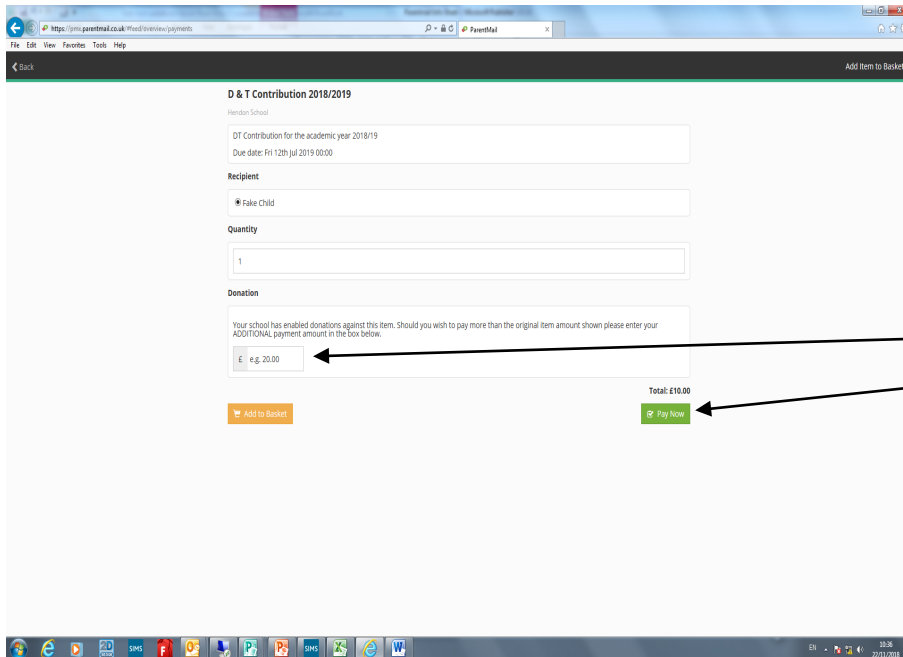 https://pmx.parentmail.co.uk/#feed/overview/payments
ParentMail
File Edit View Favorites Tools Help
Back
Add Item to Basket
D & T Contribution 2018/2019
Hendon School
DT Contribution for the academic year 2018/19
Due date: Fri 12th Jul 2019 00:00
Recipient
Fake Child
Quantity
1
Donation
Your school has enabled donations against this item. Should you wish to pay more than the original item amount shown please enter your
ADDITIONAL payment amount in the box below.
£ e.g. 20.00
Total: £10.00
Add to Basket
Pay Now
2D
SIMS
SIMS
EN
10:36
22/11/2018